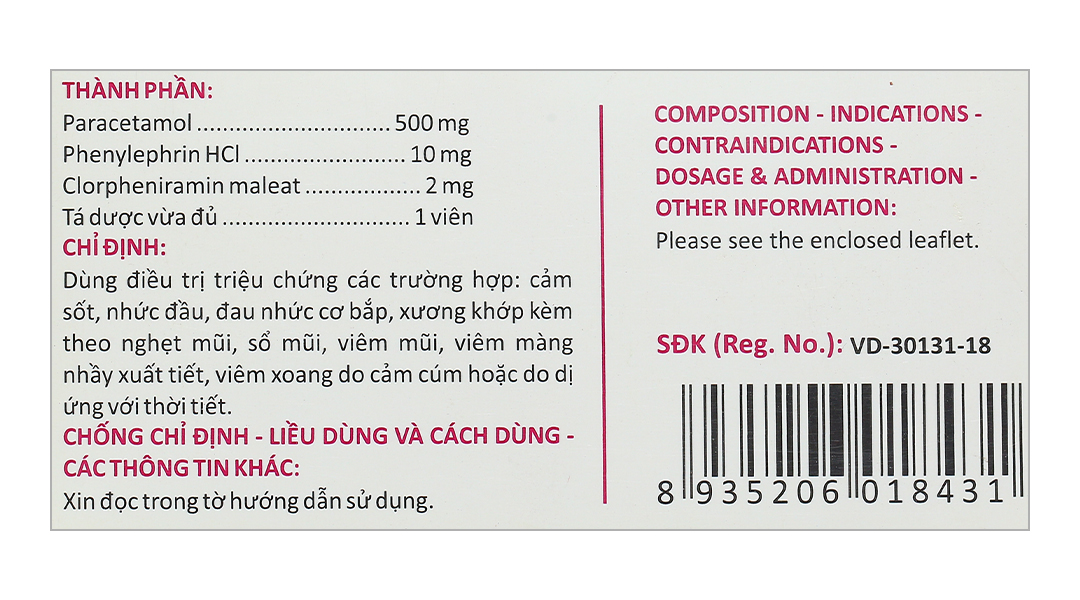 THÀNH PHẦN:
Paracetamol .............................. 500 mg
Phenylephrin HCl ......................... 10 mg
Clorpheniramin maleat .................. 2 mg
Tá dược vừa đủ ............................. 1 viên
CHỈ ĐỊNH:
Dùng điều trị triệu chứng các trường hợp: cảm
sốt, nhức đầu, đau nhức cơ bắp, xương khớp kèm
theo nghẹt mũi, sổ mũi, viêm mũi, viêm màng
nhầy xuất tiết, viêm xoang do cảm cúm hoặc do dị
ứng với thời tiết.
CHỐNG CHỈ ĐỊNH - LIỀU DÙNG VÀ CÁCH DÙNG -
CÁC THÔNG TIN KHÁC:
Xin đọc trong tờ hướng dẫn sử dụng.
COMPOSITION - INDICATIONS -
CONTRAINDICATIONS -
DOSAGE & ADMINISTRATION -
OTHER INFORMATION:
Please see the enclosed leaflet.
SĐK (Reg. No.): VD-30131-18
8 935206 018431